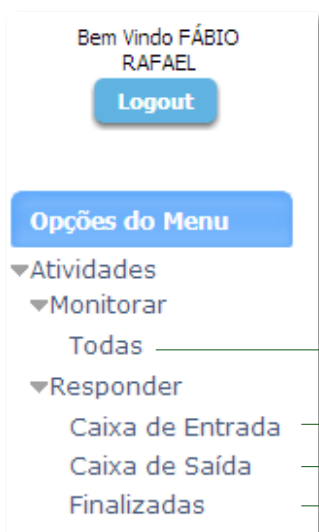 Bem Vindo FÁBIO
RAFAEL
Logout
Opções do Menu
Atividades
Monitorar
Todas
Responder
Caixa de Entrada
Caixa de Saída
Finalizadas